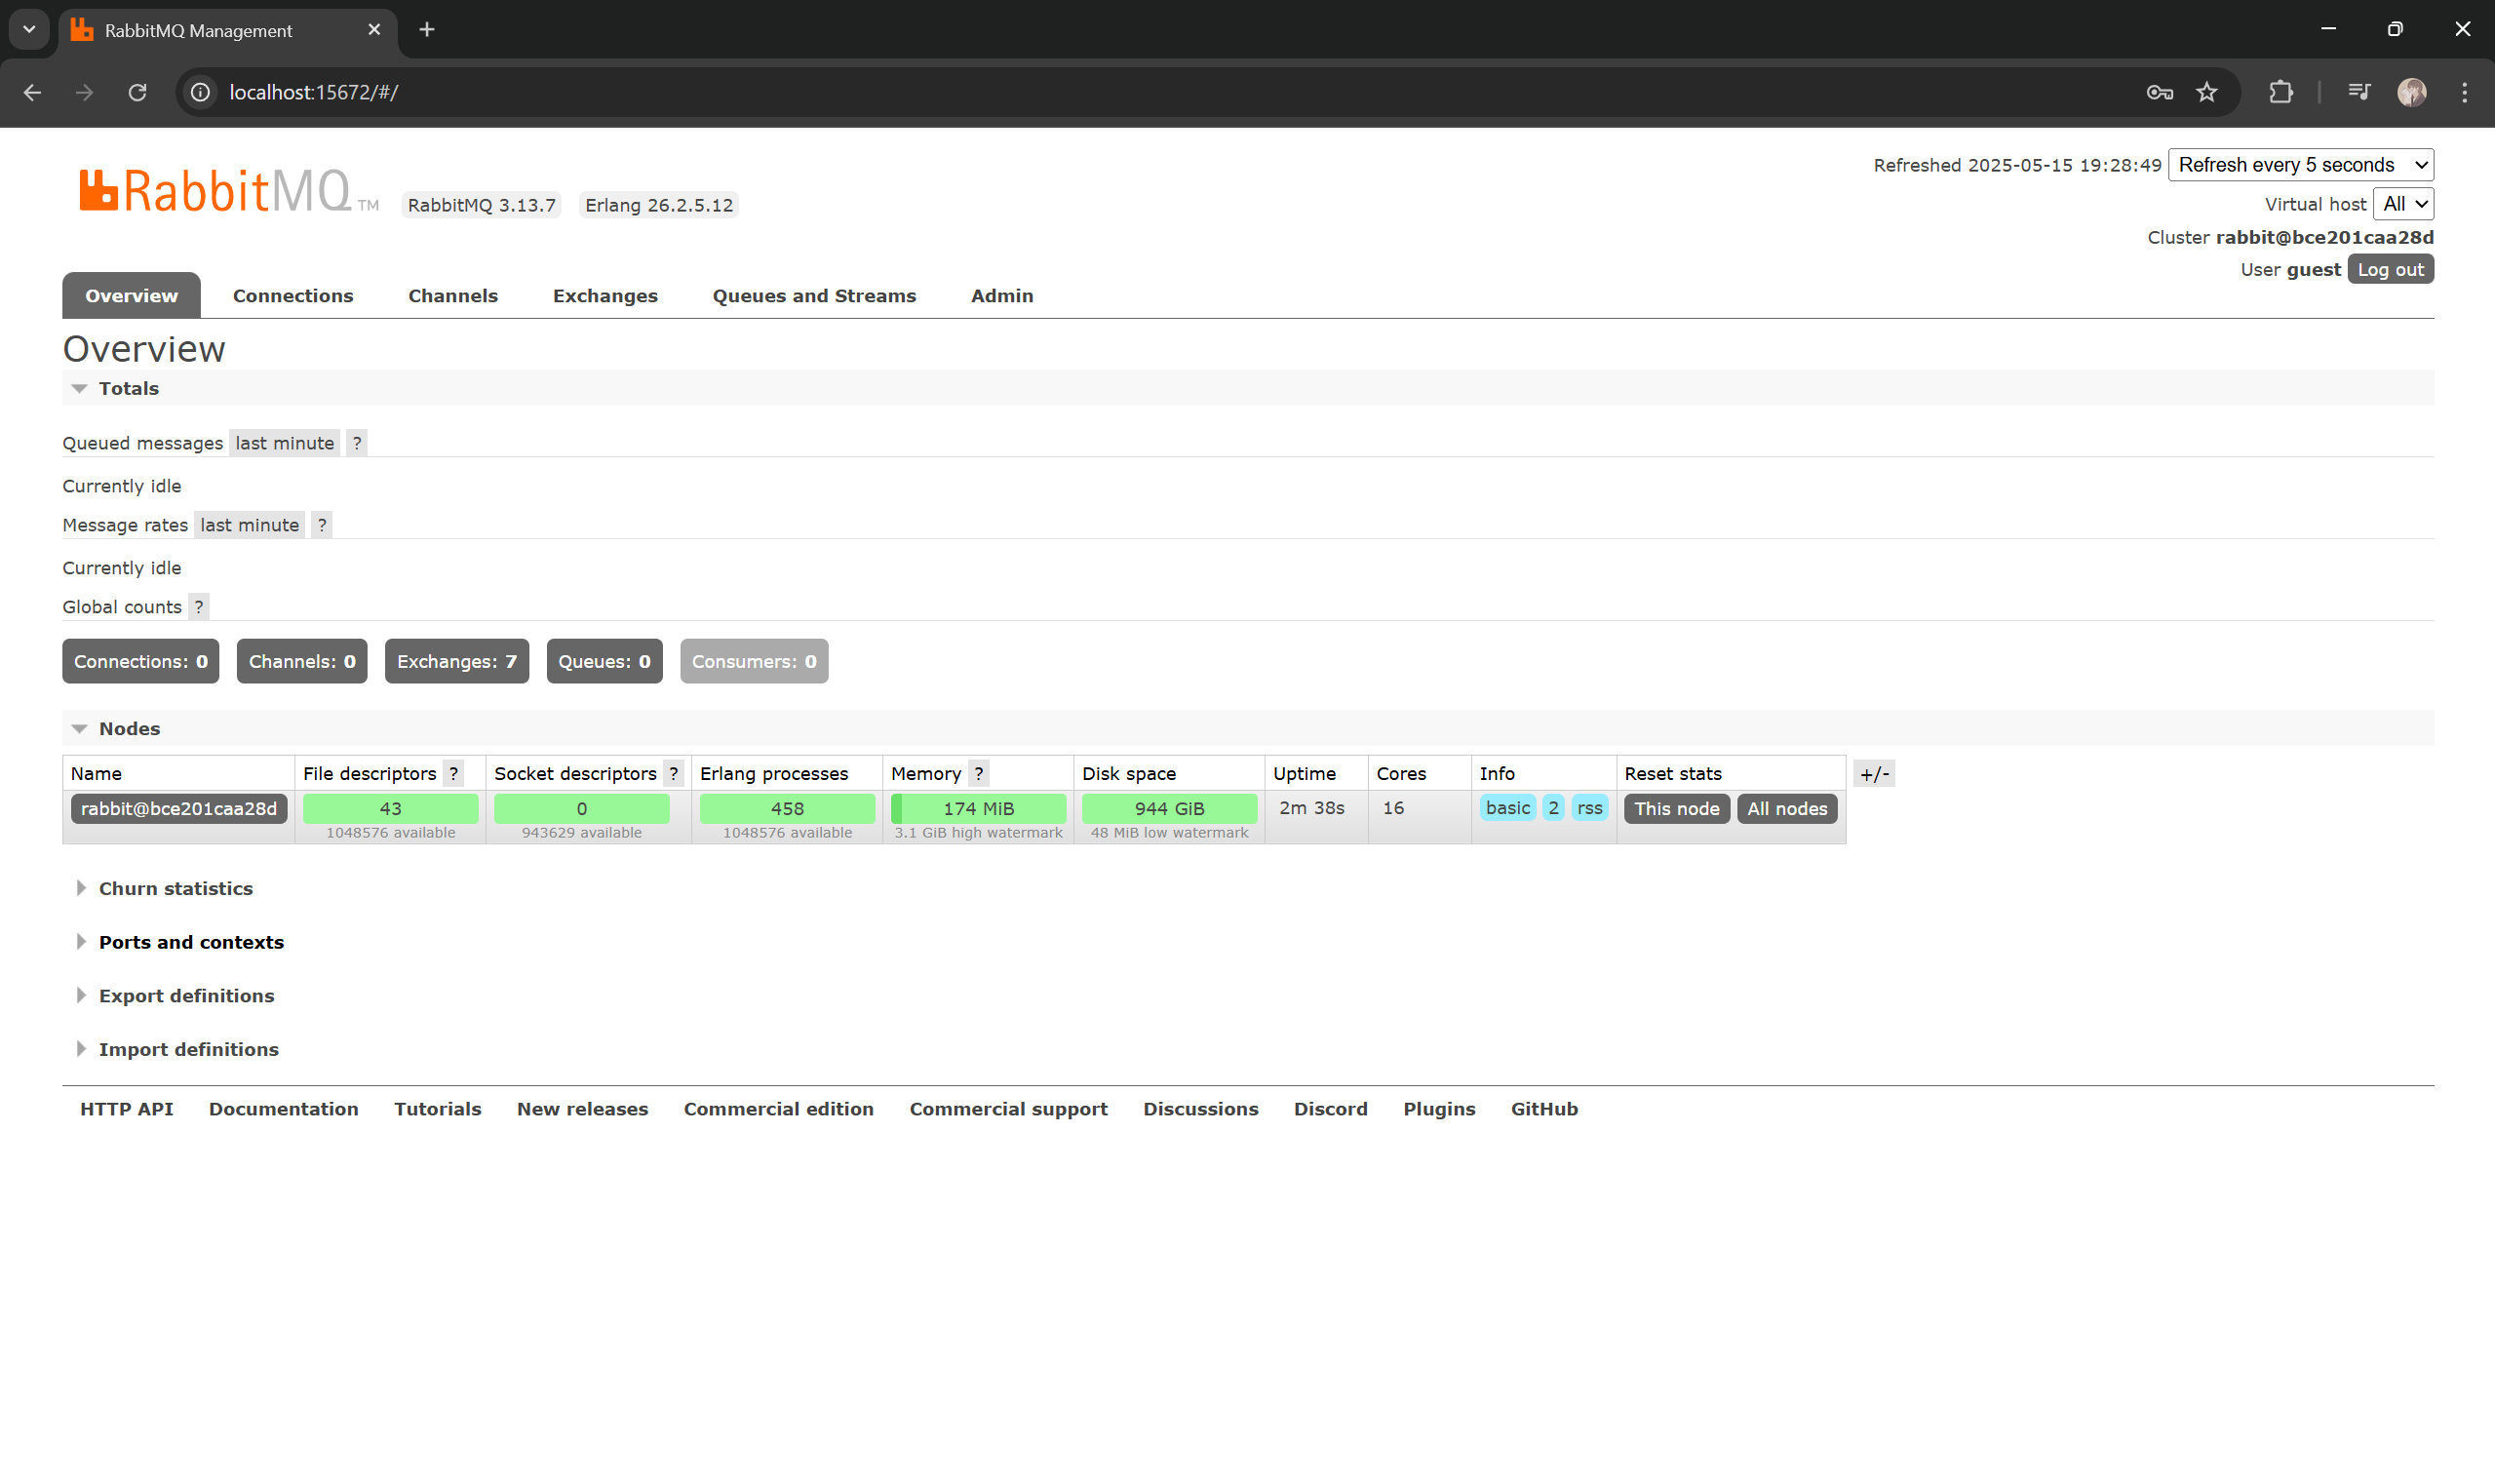 RabbitMQ Management
localhost:15672/#/
RabbitMQ TM
RabbitMQ 3.13.7 Erlang 26.2.5.12
Refreshed 2025-05-15 19:28:49 Refresh every 5 seconds
Virtual host All
Cluster rabbit@bce201caa28d
User guest Log out
Overview Connections Channels Exchanges Queues and Streams Admin
Overview
Totals
Queued messages last minute ?
Currently idle
Message rates last minute ?
Currently idle
Global counts ?
Connections: 0 Channels: 0 Exchanges: 7 Queues: 0 Consumers: 0
Nodes
Name File descriptors ? Socket descriptors ? Erlang processes Memory ? Disk space Uptime Cores Info Reset stats +/-
rabbit@bce201caa28d 43 0 458 174 MiB 944 GiB 2m 38s 16 basic 2 rss This node All nodes
1048576 available 943629 available 1048576 available 3.1 GiB high watermark 48 MiB low watermark
Churn statistics
Ports and contexts
Export definitions
Import definitions
HTTP API Documentation Tutorials New releases Commercial edition Commercial support Discussions Discord Plugins GitHub